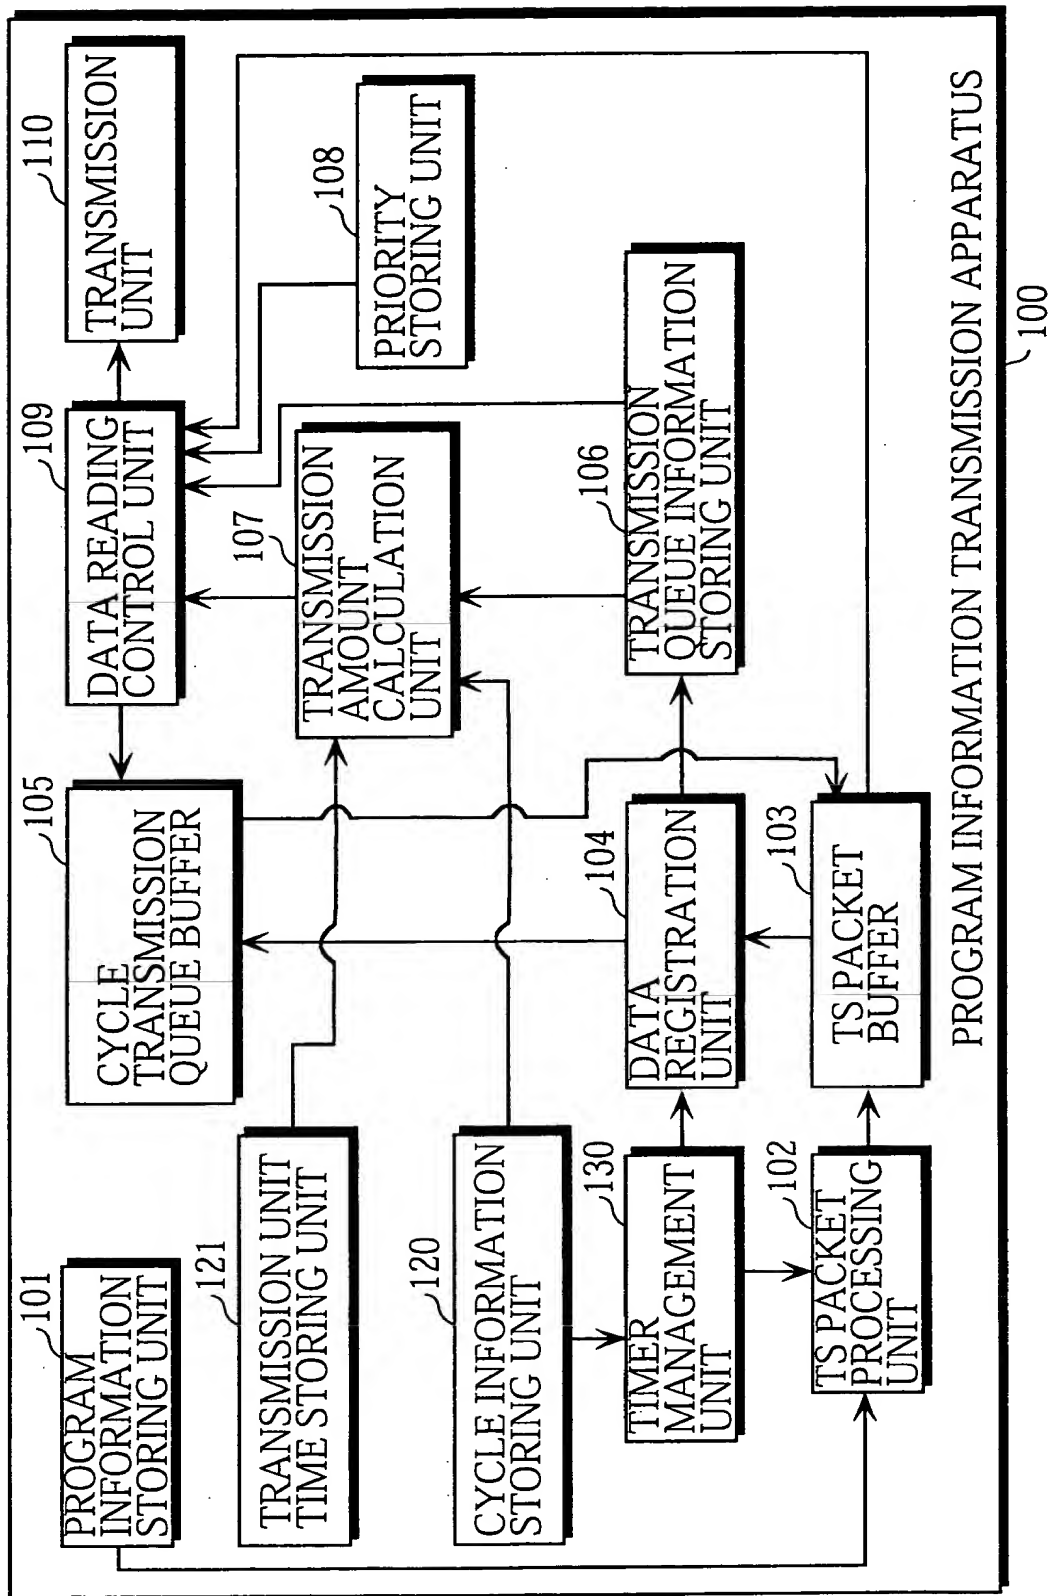 101
PROGRAM
INFORMATION
STORING UNIT
121
TRANSMISSION UNIT
TIME STORING UNIT
120
CYCLE INFORMATION
STORING UNIT
130
TIMER
MANAGEMENT
UNIT
102
TS PACKET
PROCESSING
UNIT
105
CYCLE
TRANSMISSION
QUEUE BUFFER
104
DATA
REGISTRATION
UNIT
103
TS PACKET
BUFFER
109
DATA READING
CONTROL UNIT
107
TRANSMISSION
AMOUNT
CALCULATION
UNIT
106
TRANSMISSION
QUEUE INFORMATION
STORING UNIT
110
TRANSMISSION
UNIT
108
PRIORITY
STORING UNIT
PROGRAM INFORMATION TRANSMISSION APPARATUS
100